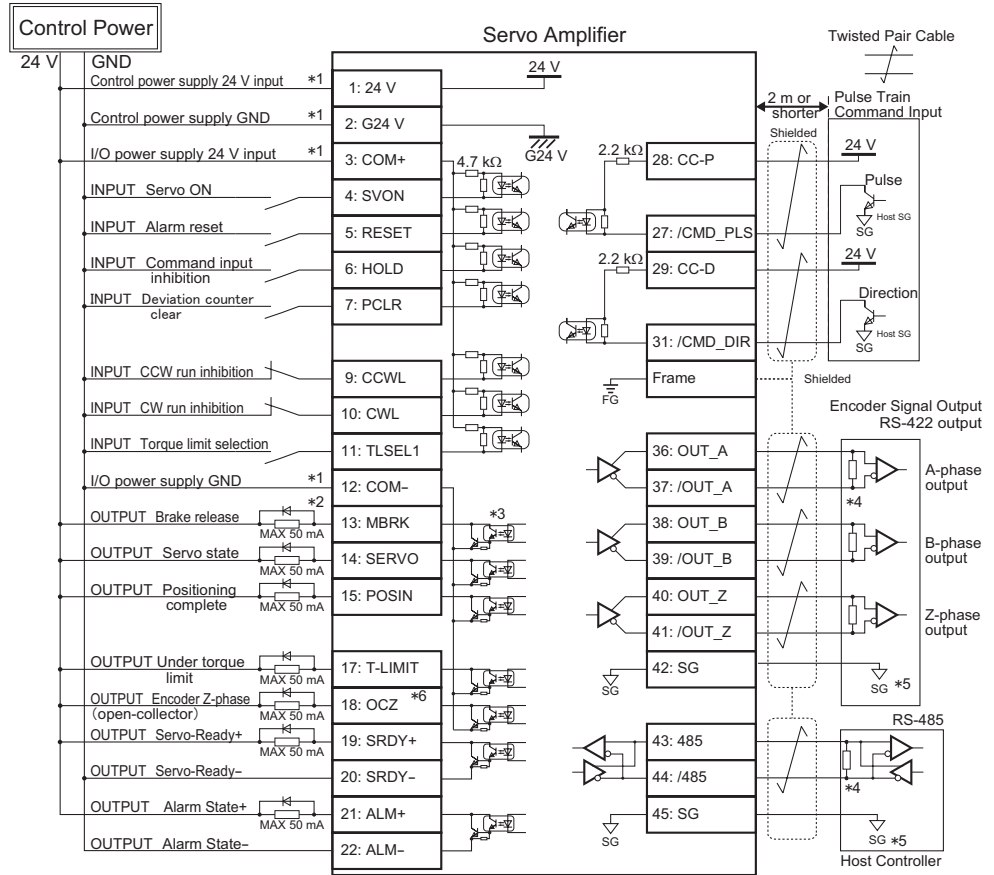 Control Power
Servo Amplifier
Twisted Pair Cable
24 V
GND
Control power supply 24 V input *1
1: 24 V
24 V
2 m or
shorter
Pulse Train
Command Input
Control power supply GND *1
2: G24 V
G24 V
Shielded
I/O power supply 24 V input *1
3: COM+
4.7 kΩ
2.2 kΩ
28: CC-P
24 V
INPUT Servo ON
4: SVON
Pulse
Host SG
SG
INPUT Alarm reset
5: RESET
27: /CMD_PLS
INPUT Command input
inhibition
6: HOLD
2.2 kΩ
29: CC-D
24 V
INPUT Deviation counter
clear
7: PCLR
Direction
Host SG
SG
31: /CMD_DIR
INPUT CCW run inhibition
9: CCWL
Frame
FG
Shielded
INPUT CW run inhibition
10: CWL
Encoder Signal Output
RS-422 output
INPUT Torque limit selection
11: TLSEL1
36: OUT_A
A-phase
output
I/O power supply GND *1
12: COM−
37: /OUT_A
*4
OUTPUT Brake release
*2
MAX 50 mA
13: MBRK
*3
38: OUT_B
B-phase
output
OUTPUT Servo state
MAX 50 mA
14: SERVO
39: /OUT_B
OUTPUT Positioning
complete
MAX 50 mA
15: POSIN
40: OUT_Z
Z-phase
output
41: /OUT_Z
OUTPUT Under torque
limit
MAX 50 mA
17: T-LIMIT
42: SG
SG
SG *5
OUTPUT Encoder Z-phase
(open-collector)
MAX 50 mA
18: OCZ *6
RS-485
OUTPUT Servo-Ready+
MAX 50 mA
19: SRDY+
43: 485
OUTPUT Servo-Ready−
20: SRDY−
44: /485
*4
OUTPUT Alarm State+
MAX 50 mA
21: ALM+
45: SG
SG
SG *5
OUTPUT Alarm State−
22: ALM−
Host Controller